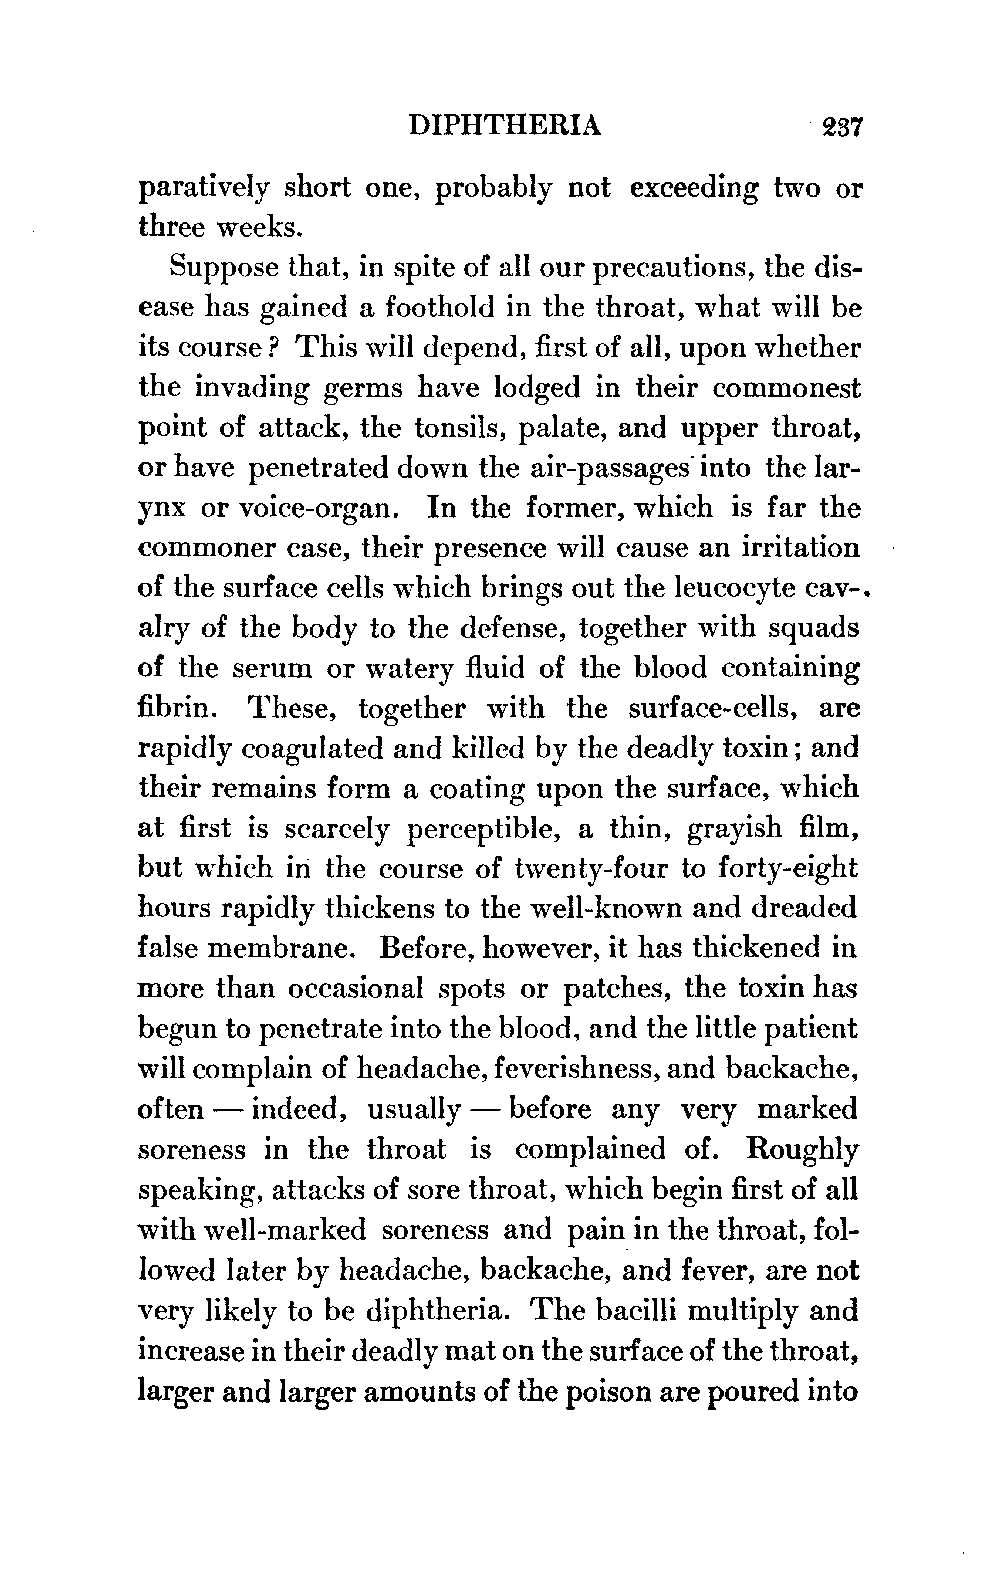 DIPHTHERIA 237
paratively short one, probably not exceeding two or
three weeks.
Suppose that, in spite of all our precautions, the dis-
ease has gained a foothold in the throat, what will be
its course? This will depend, first of all, upon whether
the invading germs have lodged in their commonest
point of attack, the tonsils, palate, and upper throat,
or have penetrated down the air-passages into the lar-
ynx or voice-organ. In the former, which is far the
commoner case, their presence will cause an irritation
of the surface cells which brings out the leucocyte cav-
alry of the body to the defense, together with squads
of the serum or watery fluid of the blood containing
fibrin. These, together with the surface-cells, are
rapidly coagulated and killed by the deadly toxin; and
their remains form a coating upon the surface, which
at first is scarcely perceptible, a thin, grayish film,
but which in the course of twenty-four to forty-eight
hours rapidly thickens to the well-known and dreaded
false membrane. Before, however, it has thickened in
more than occasional spots or patches, the toxin has
begun to penetrate into the blood, and the little patient
will complain of headache, feverishness, and backache,
often — indeed, usually — before any very marked
soreness in the throat is complained of. Roughly
speaking, attacks of sore throat, which begin first of all
with well-marked soreness and pain in the throat, fol-
lowed later by headache, backache, and fever, are not
very likely to be diphtheria. The bacilli multiply and
increase in their deadly mat on the surface of the throat,
larger and larger amounts of the poison are poured into